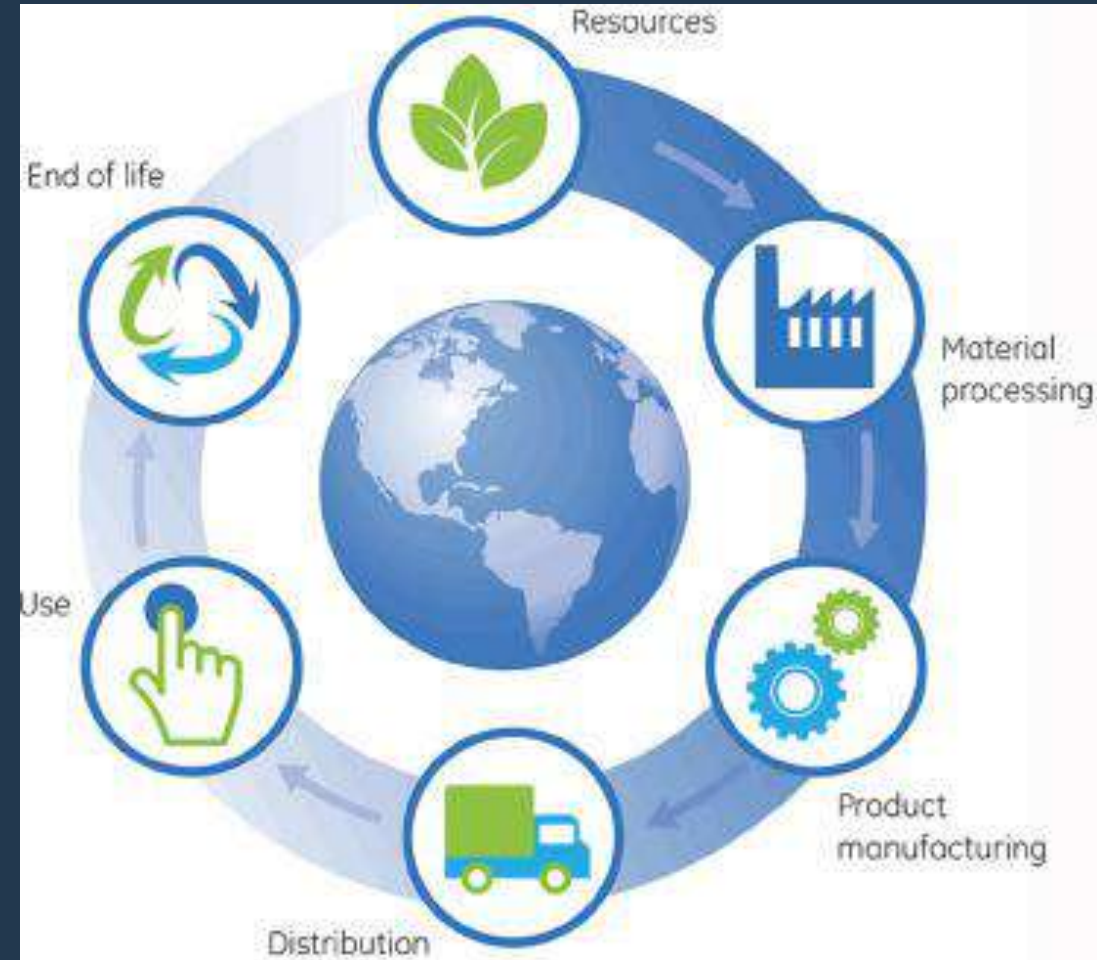 Resources
Material
processing
Product
manufacturing
Distribution
Use
End of life